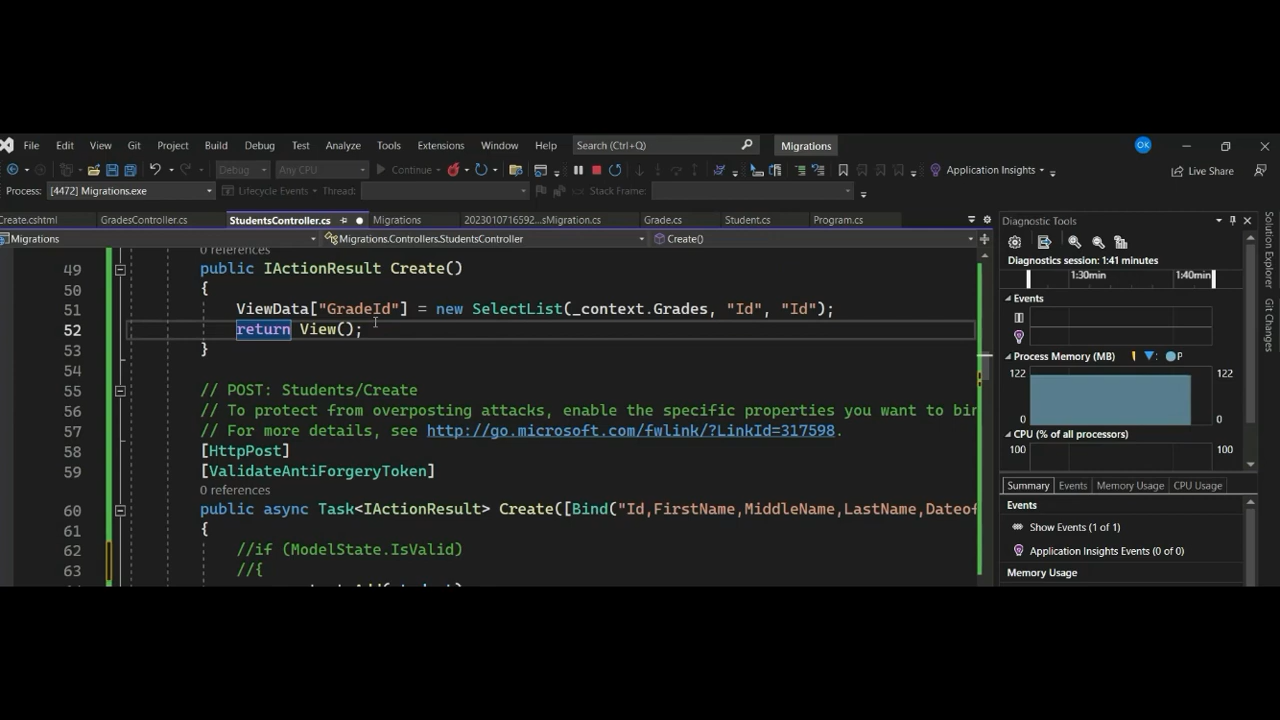 File Edit View Git Project Build Debug Test Analyze Tools Extensions Window Help Search (Ctrl+Q) Migrations OK
Debug Any CPU Continue Application Insights Live Share
Process: [4472] Migrations.exe Lifecycle Events Thread: Stack Frame:
Create.cshtml GradesController.cs StudentsController.cs Migrations 2023010716592...sMigration.cs Grade.cs Student.cs Program.cs
Migrations Migrations.Controllers.StudentsController Create()
0 references
49 public IActionResult Create()
50 {
51 ViewData["GradeId"] = new SelectList(_context.Grades, "Id", "Id");
52 return View();
53 }
54
55 // POST: Students/Create
56 // To protect from overposting attacks, enable the specific properties you want to bin
57 // For more details, see http://go.microsoft.com/fwlink/?LinkId=317598.
58 [HttpPost]
59 [ValidateAntiForgeryToken]
0 references
60 public async Task<IActionResult> Create([Bind("Id,FirstName,MiddleName,LastName,Dateof
61 {
62 //if (ModelState.IsValid)
63 //{
Diagnostic Tools
Diagnostics session: 1:41 minutes
1:30min 1:40min
Events
Process Memory (MB) P
122 122
0 0
CPU (% of all processors)
100 100
Summary Events Memory Usage CPU Usage
Events
Show Events (1 of 1)
Application Insights Events (0 of 0)
Memory Usage
Solution Explorer
Git Changes